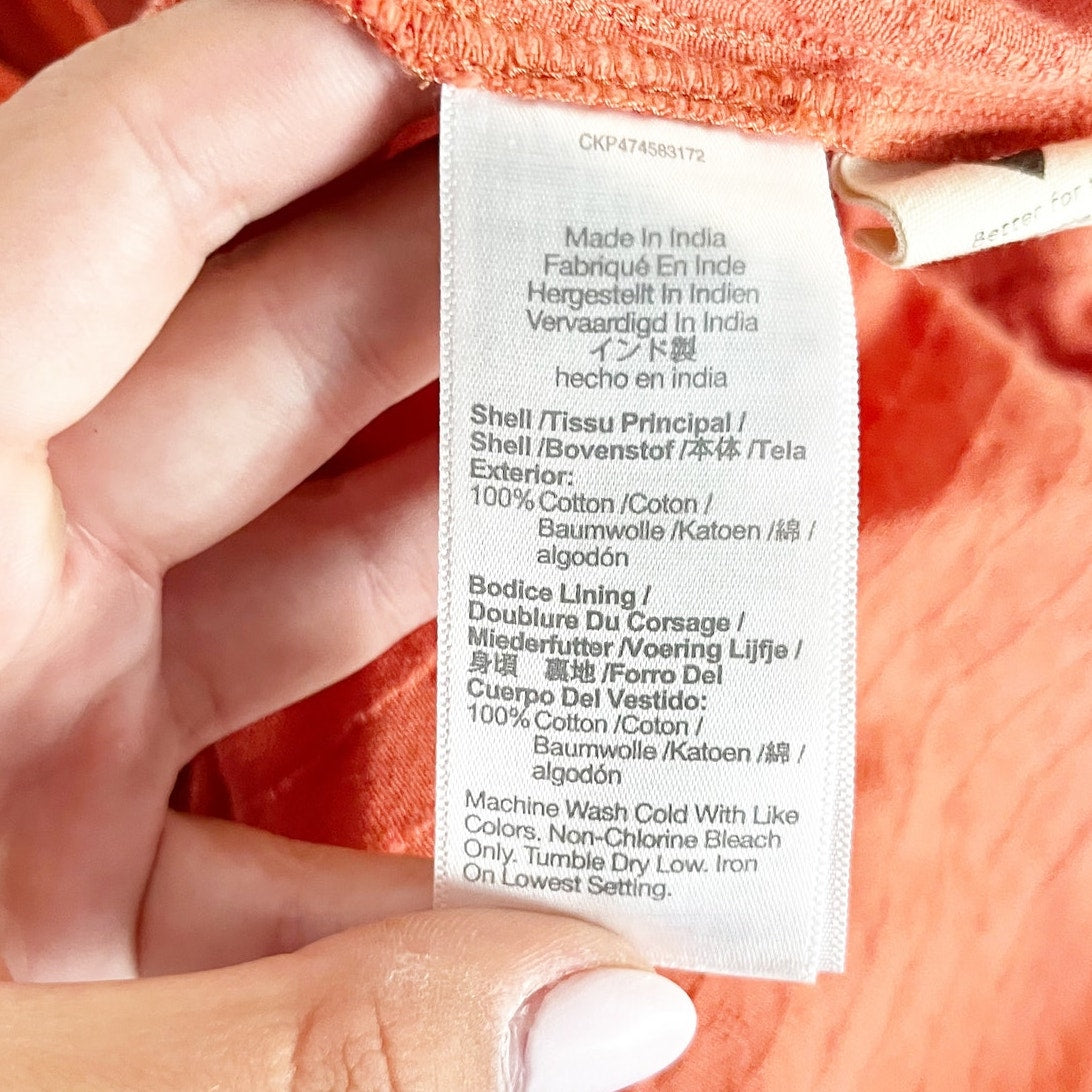 CKP474583172
Made In India
Fabriqué En Inde
Hergestellt In Indien
Vervaardigd In India
インド製
hecho en india
Shell /Tissu Principal /
Shell /Bovenstof /本体 /Tela
Exterior:
100% Cotton /Coton /
Baumwolle /Katoen /綿 /
algodón
Bodice Lining /
Doublure Du Corsage /
Miederfutter /Voering Lijfje /
身頃 裏地 /Forro Del
Cuerpo Del Vestido:
100% Cotton /Coton /
Baumwolle /Katoen /綿 /
algodón
Machine Wash Cold With Like
Colors. Non-Chlorine Bleach
Only. Tumble Dry Low. Iron
On Lowest Setting.
Better for